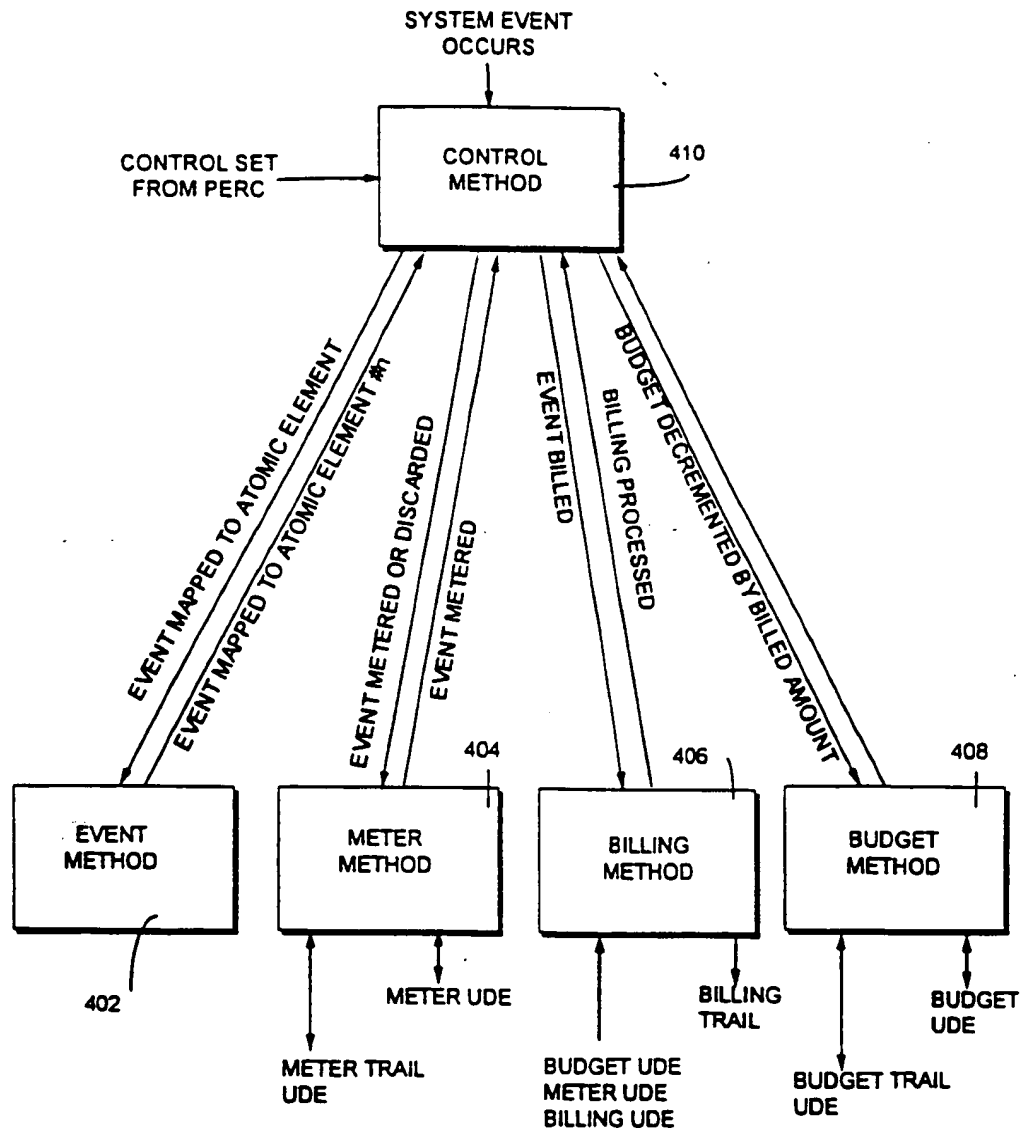 SYSTEM EVENT
OCCURS
CONTROL
METHOD
410
CONTROL SET
FROM PERC
EVENT MAPPED TO ATOMIC ELEMENT
EVENT MAPPED TO ATOMIC ELEMENT #n
EVENT METERED OR DISCARDED
EVENT METERED
EVENT BILLED
BILLING PROCESSED
BUDGET DECREMENTED BY BILLED AMOUNT
404
406
408
EVENT
METHOD
METER
METHOD
BILLING
METHOD
BUDGET
METHOD
402
METER UDE
BILLING
TRAIL
BUDGET
UDE
METER TRAIL
UDE
BUDGET UDE
METER UDE
BILLING UDE
BUDGET TRAIL
UDE